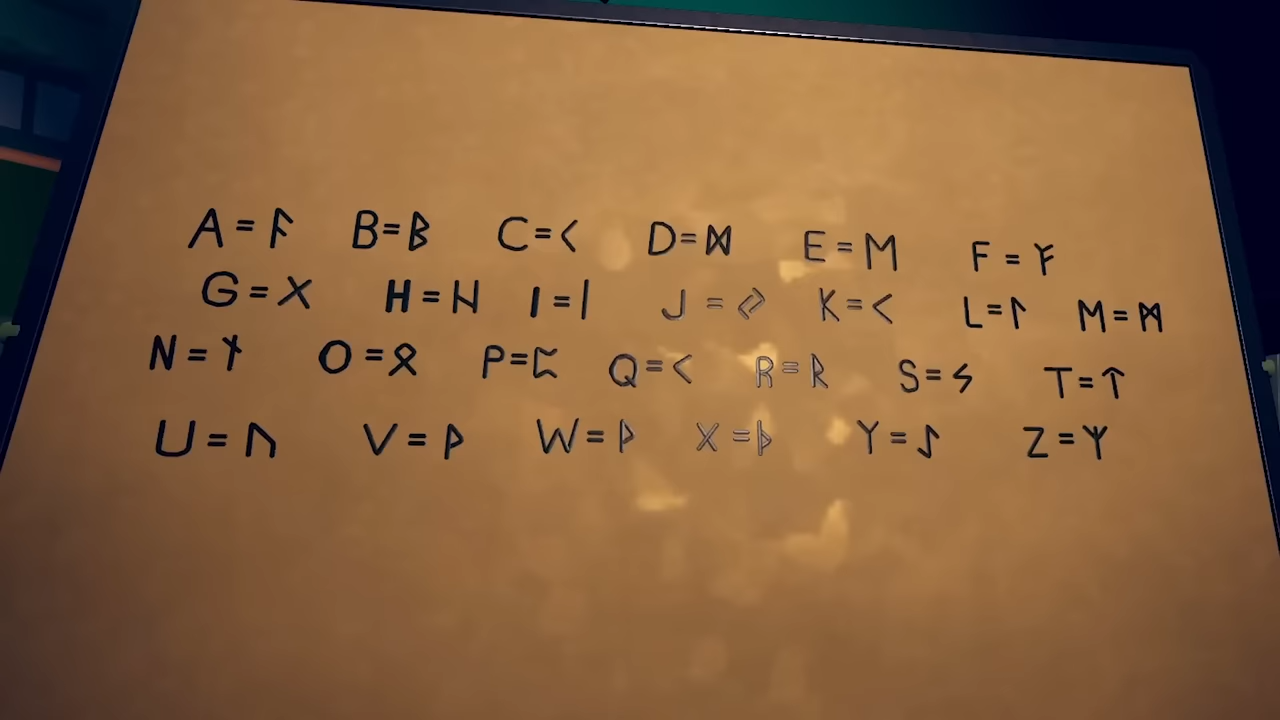 A = ᚨ B = ᛒ C = ᚲ D = ᛞ E = ᛖ F = ᚠ
G = ᚷ H = ᚺ I = ᛁ J = ᛃ K = ᚲ L = ᛚ M = ᛗ
N = ᚾ O = ᛟ P = ᛈ Q = ᚲ R = ᚱ S = ᛊ T = ᛏ
U = ᚢ V = ᚹ W = ᚹ X = ᚦ Y = ᛇ Z = ᛉ